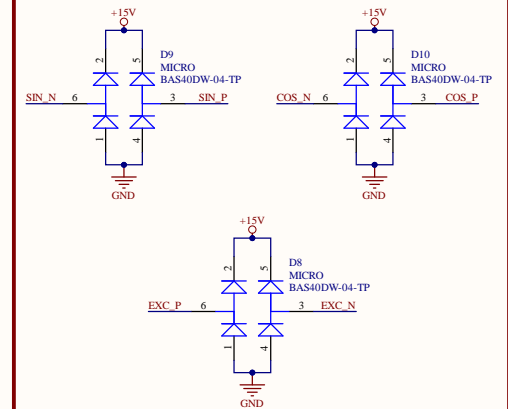 +15V
2
5
D9
MICRO
BAS40DW-04-TP
SIN_N
6
3
SIN_P
1
4
GND
+15V
2
5
D10
MICRO
BAS40DW-04-TP
COS_N
6
3
COS_P
1
4
GND
+15V
2
5
D8
MICRO
BAS40DW-04-TP
EXC_P
6
3
EXC_N
1
4
GND